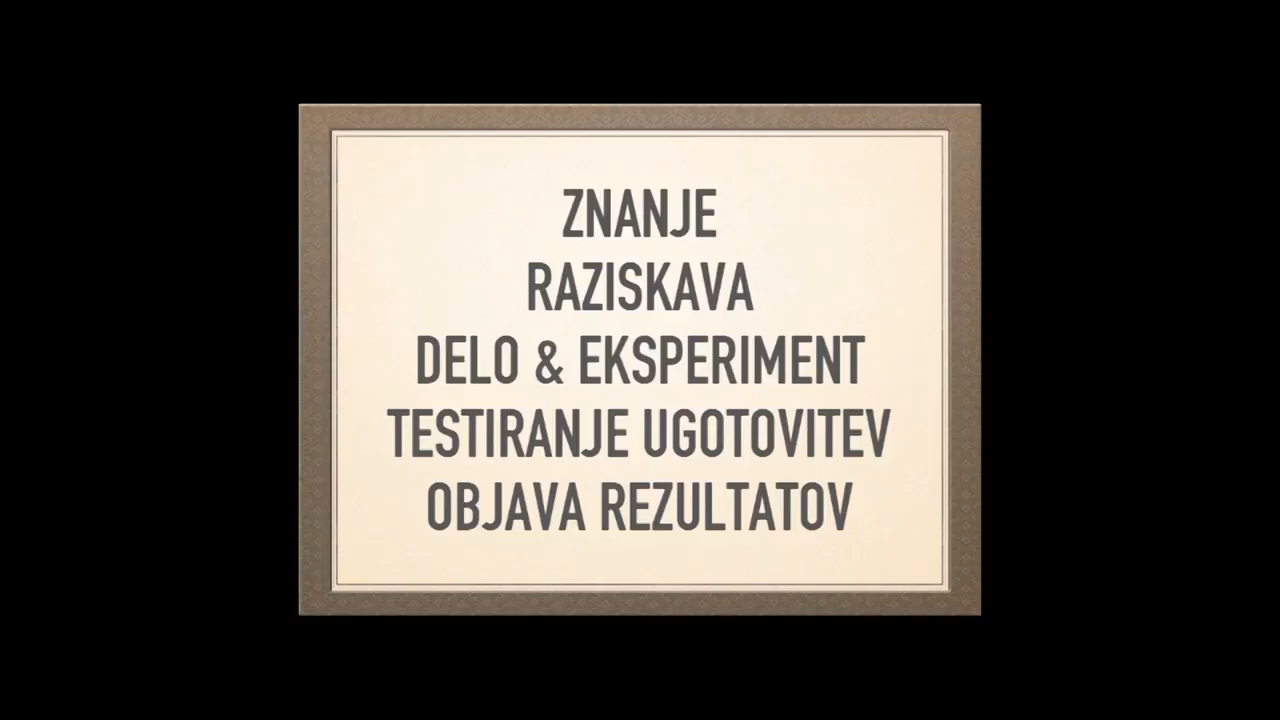 ZNANJE
RAZISKAVA
DELO & EKSPERIMENT
TESTIRANJE UGOTOVITEV
OBJAVA REZULTATOV